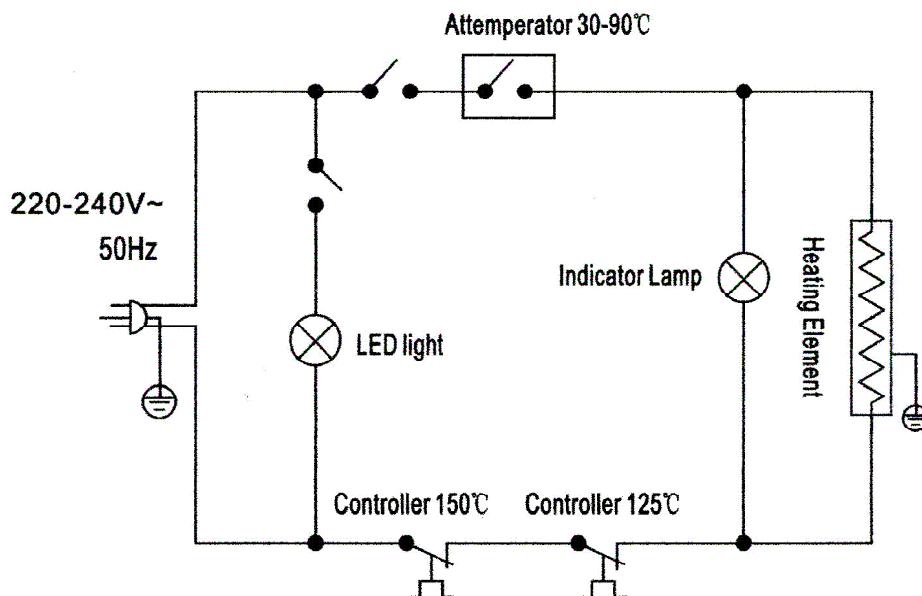 Attemperator 30-90℃
220-240V~
50Hz
Indicator Lamp
Heating Element
LED light
Controller 150℃
Controller 125℃